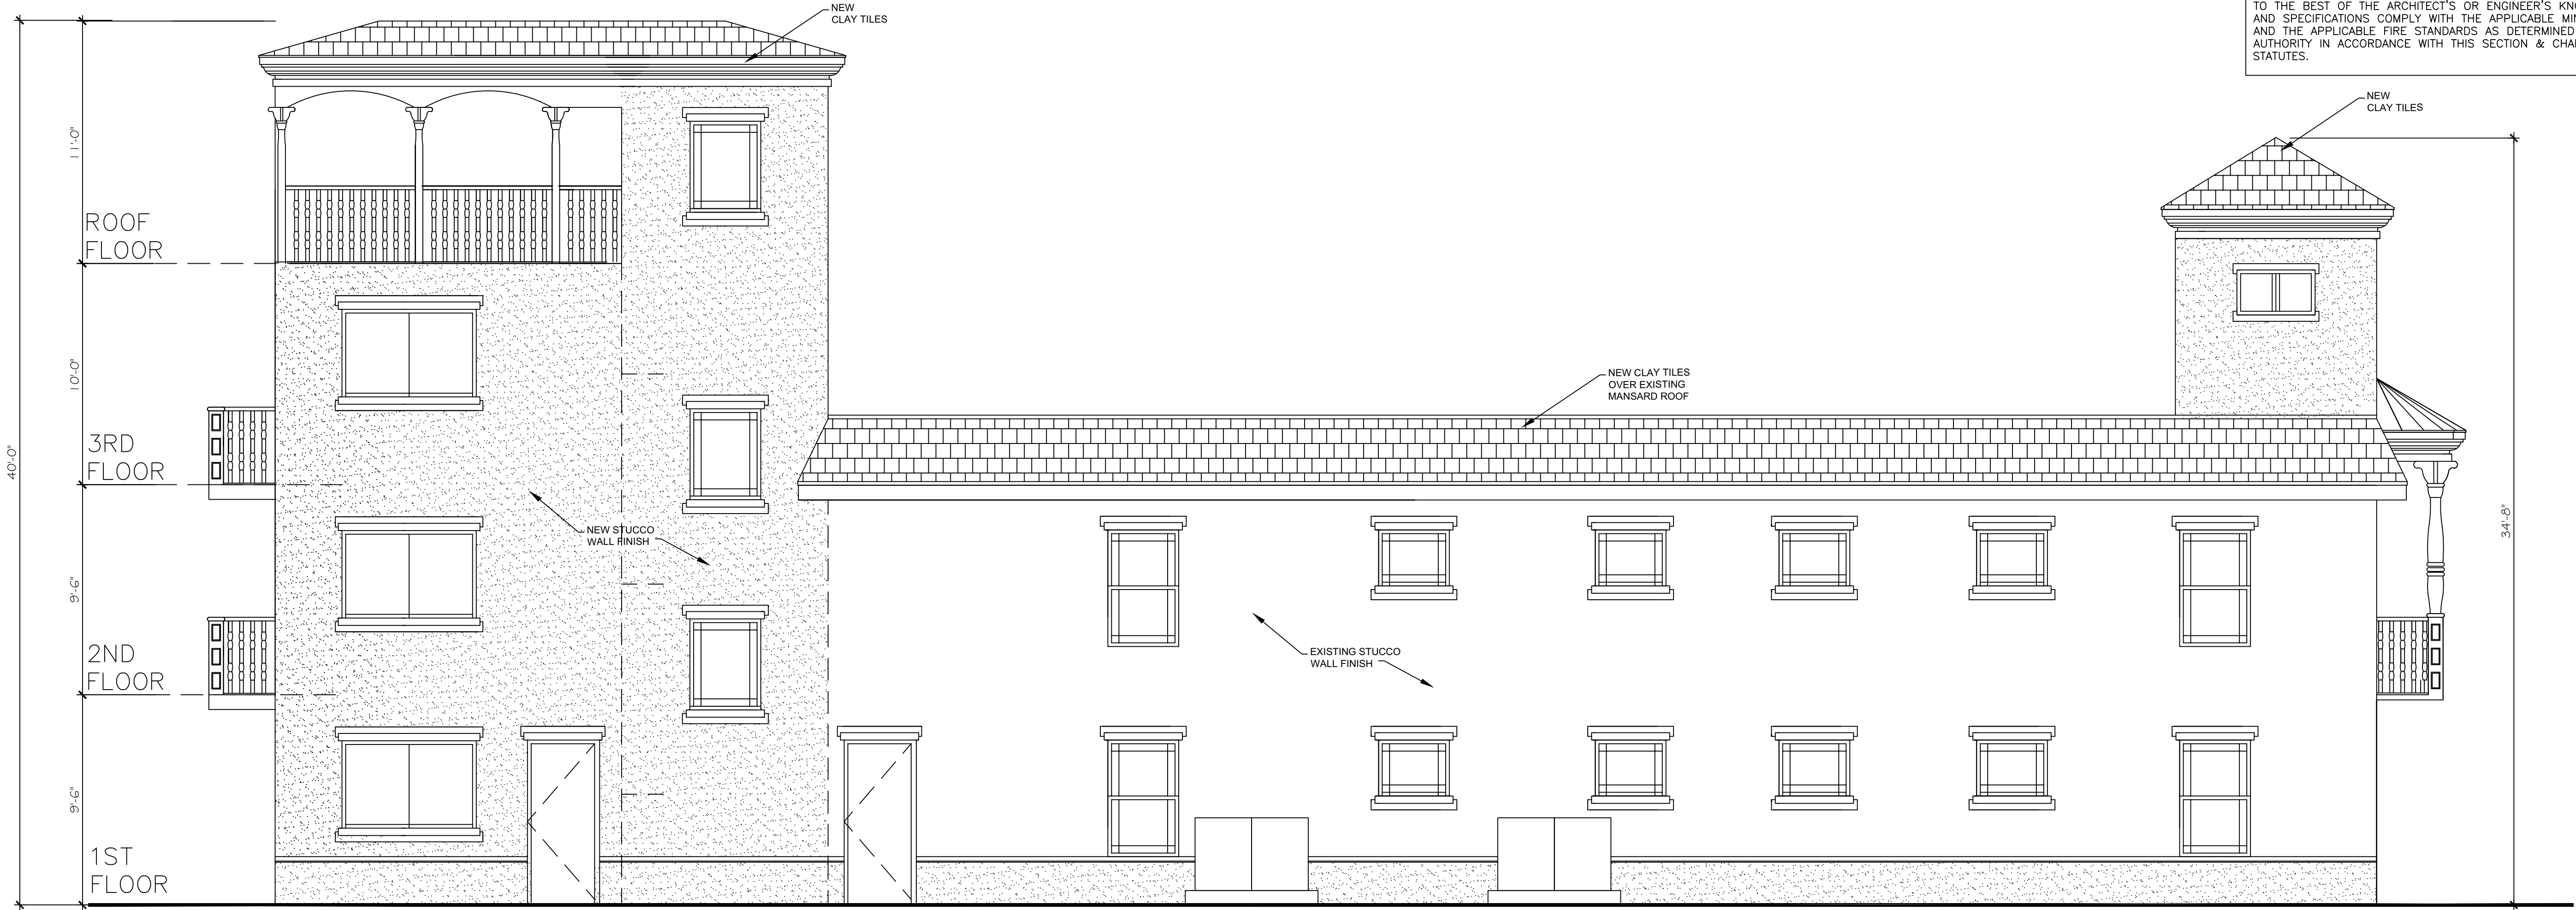 NEW
CLAY TILES
TO THE BEST OF THE ARCHITECT'S OR ENGINEER'S
AND SPECIFICATIONS COMPLY WITH THE APPLICABLE
AND THE APPLICABLE FIRE STANDARDS AS DETERMINED
AUTHORITY IN ACCORDANCE WITH THIS SECTION &
STATUTES.
NEW
CLAY TILES
11'-0"
ROOF
FLOOR
10'-0"
NEW CLAY TILES
OVER EXISTING
MANSARD ROOF
40'-0"
3RD
FLOOR
34'-8"
NEW STUCCO
WALL FINISH
9'-6"
2ND
FLOOR
EXISTING STUCCO
WALL FINISH
9'-6"
1ST
FLOOR